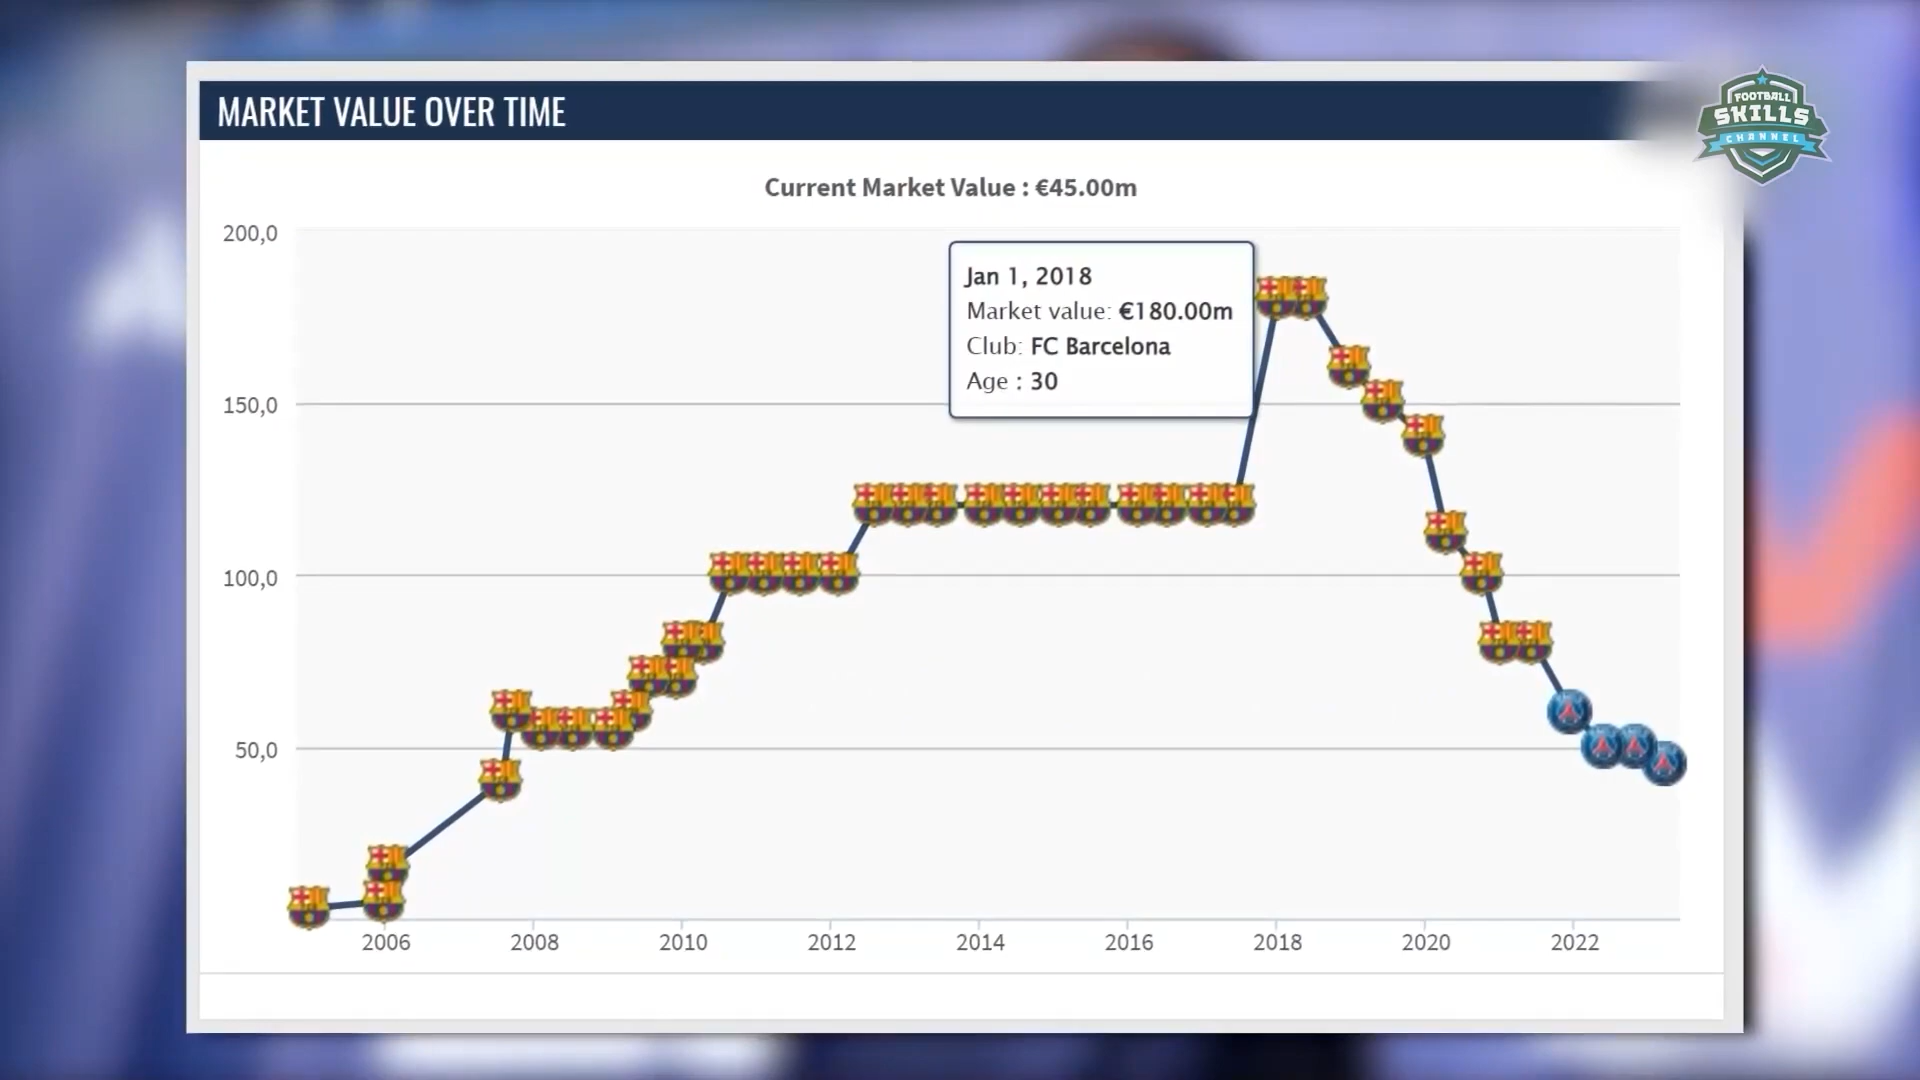 MARKET VALUE OVER TIME
FOOTBALL
SKILLS
CHANNEL
Current Market Value : €45.00m
200,0
150,0
100,0
50,0
Jan 1, 2018
Market value: €180.00m
Club: FC Barcelona
Age : 30
2006 2008 2010 2012 2014 2016 2018 2020 2022